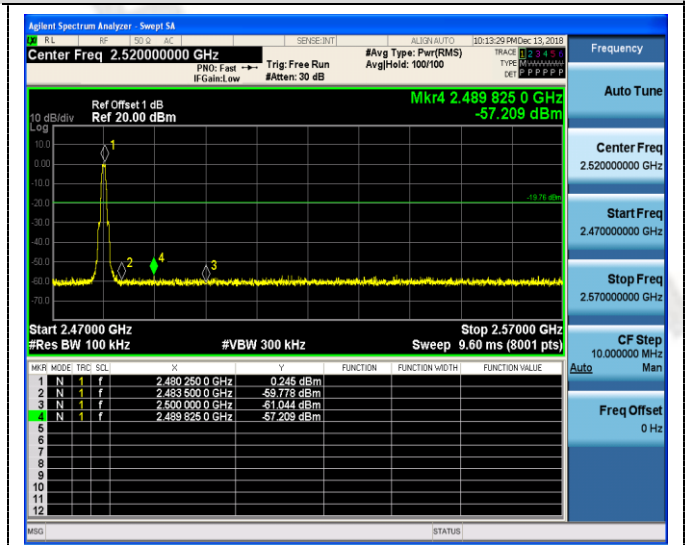 Agilent Spectrum Analyzer - Swept SA
RL RF 50 Ω AC SENSE:INT ALIGN AUTO 10:13:29 PM Dec 13, 2018
Center Freq 2.520000000 GHz
PNO: Fast
IFGain:Low
Trig: Free Run
#Atten: 30 dB
#Avg Type: Pwr(RMS)
Avg|Hold: 100/100
TRACE 1 2 3 4 5 6
TYPE M
DET P P P P P P
Mkr4 2.489 825 0 GHz
-57.209 dBm
Ref Offset 1 dB
10 dB/div Ref 20.00 dBm
Log
10.0
0.00
-10.0
-20.0
-30.0
-40.0
-50.0
-60.0
-70.0
1
2
4
3
-19.76 dBm
Start 2.47000 GHz Stop 2.57000 GHz
#Res BW 100 kHz #VBW 300 kHz Sweep 9.60 ms (8001 pts)
MKR MODE TRC SCL X Y FUNCTION FUNCTION WIDTH FUNCTION VALUE
1 N 1 f 2.480 250 0 GHz 0.245 dBm
2 N 1 f 2.483 500 0 GHz -59.778 dBm
3 N 1 f 2.500 000 0 GHz -61.044 dBm
4 N 1 f 2.489 825 0 GHz -57.209 dBm
5
6
7
8
9
10
11
12
MSG STATUS
Frequency
Auto Tune
Center Freq
2.520000000 GHz
Start Freq
2.470000000 GHz
Stop Freq
2.570000000 GHz
CF Step
10.000000 MHz
Auto Man
Freq Offset
0 Hz